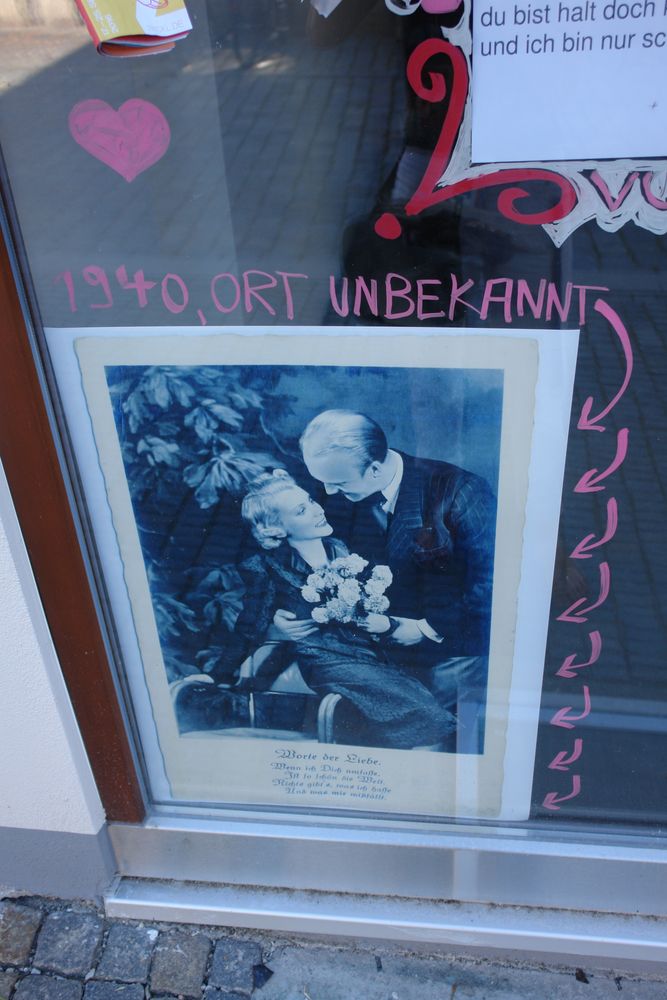 du bist halt doch
und ich bin nur
1940, ORT UNBEKANNT
Worte der Liebe.
Wenn ich Dich umfasse,
Ist so schön die Welt,
Nichts gibt's, was ich hasse
Und was mir mißfällt.